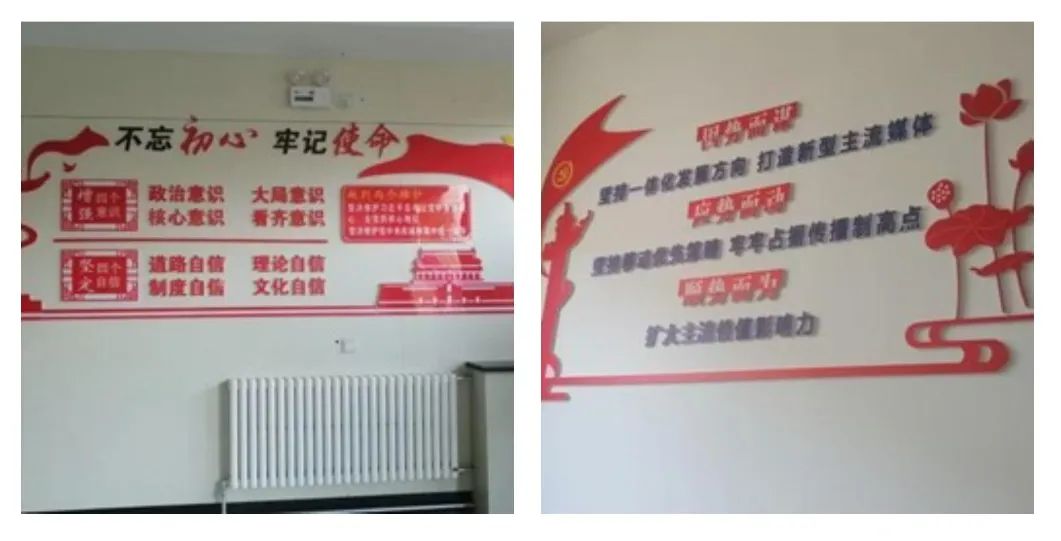 不忘初心 牢记使命
增强
四个意识
政治意识 大局意识
核心意识 看齐意识
做到两个维护
坚定
四个自信
道路自信 理论自信
制度自信 文化自信
因势而谋
坚持一体化发展方向 打造新型主流媒体
应势而动
坚持移动优先策略 牢牢占据传播制高点
顺势而为
扩大主流价值影响力